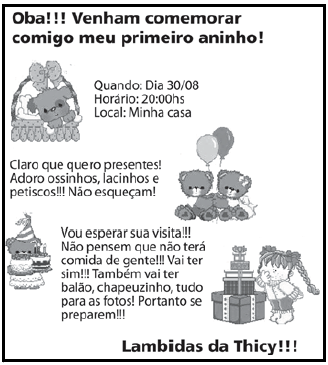 Oba!!! Venham comemorar
comigo meu primeiro aninho!
Quando: Dia 30/08
Horário: 20:00hs
Local: Minha casa
Claro que quero presentes!
Adoro ossinhos, lacinhos e
petiscos!!! Não esqueçam!
Vou esperar sua visita!!!
Não pensem que não terá
comida de gente!!! Vai ter
sim!!! Também vai ter
balão, chapeuzinho, tudo
para as fotos! Portanto se
preparem!!!
Lambidas da Thicy!!!